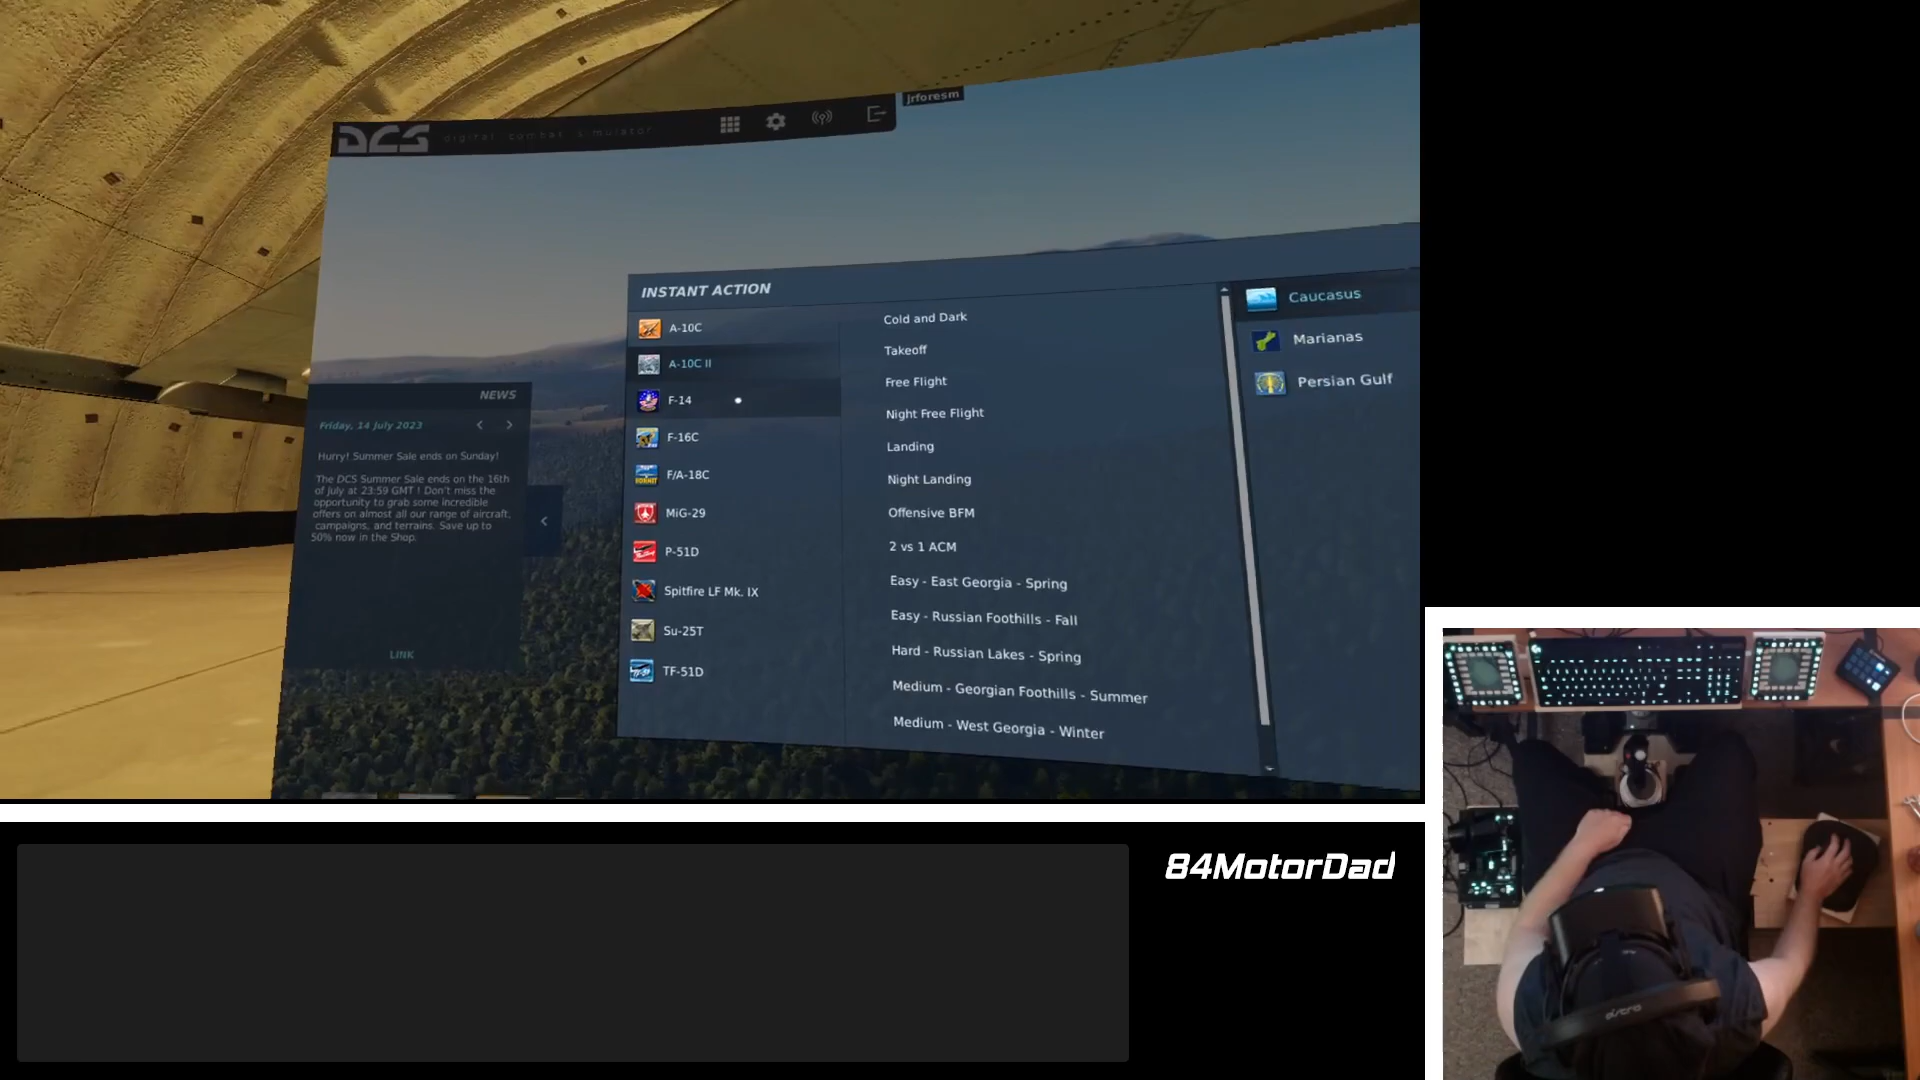 DCS digital combat simulator
jrforesm
INSTANT ACTION
A-10C
A-10C II
F-14
F-16C
F/A-18C
MiG-29
P-51D
Spitfire LF Mk. IX
Su-25T
TF-51D
Cold and Dark
Takeoff
Free Flight
Night Free Flight
Landing
Night Landing
Offensive BFM
2 vs 1 ACM
Easy - East Georgia - Spring
Easy - Russian Foothills - Fall
Hard - Russian Lakes - Spring
Medium - Georgian Foothills - Summer
Medium - West Georgia - Winter
Caucasus
Marianas
Persian Gulf
NEWS
Friday, 14 July 2023
Hurry! Summer Sale ends on Sunday!
The DCS Summer Sale ends on the 16th
of July at 23:59 GMT ! Don't miss the
opportunity to grab some incredible
offers on almost all our range of aircraft,
campaigns, and terrains. Save up to
50% now in the Shop.
LINK
84MotorDad
astro